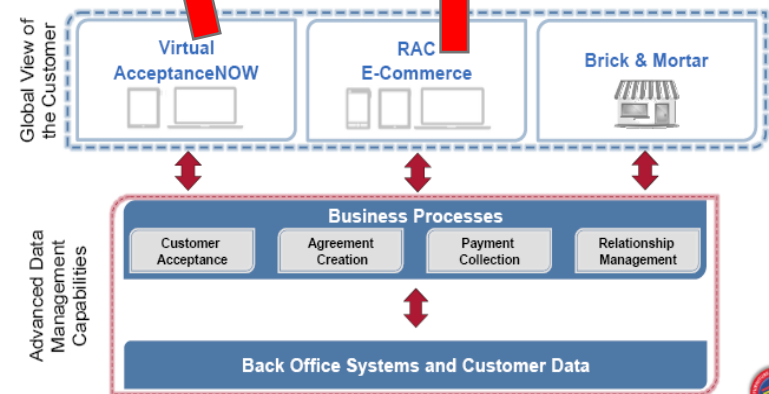 Global View of
the Customer
Virtual
AcceptanceNOW
RAC
E-Commerce
Brick & Mortar
Advanced Data
Management
Capabilities
Business Processes
Customer
Acceptance
Agreement
Creation
Payment
Collection
Relationship
Management
Back Office Systems and Customer Data